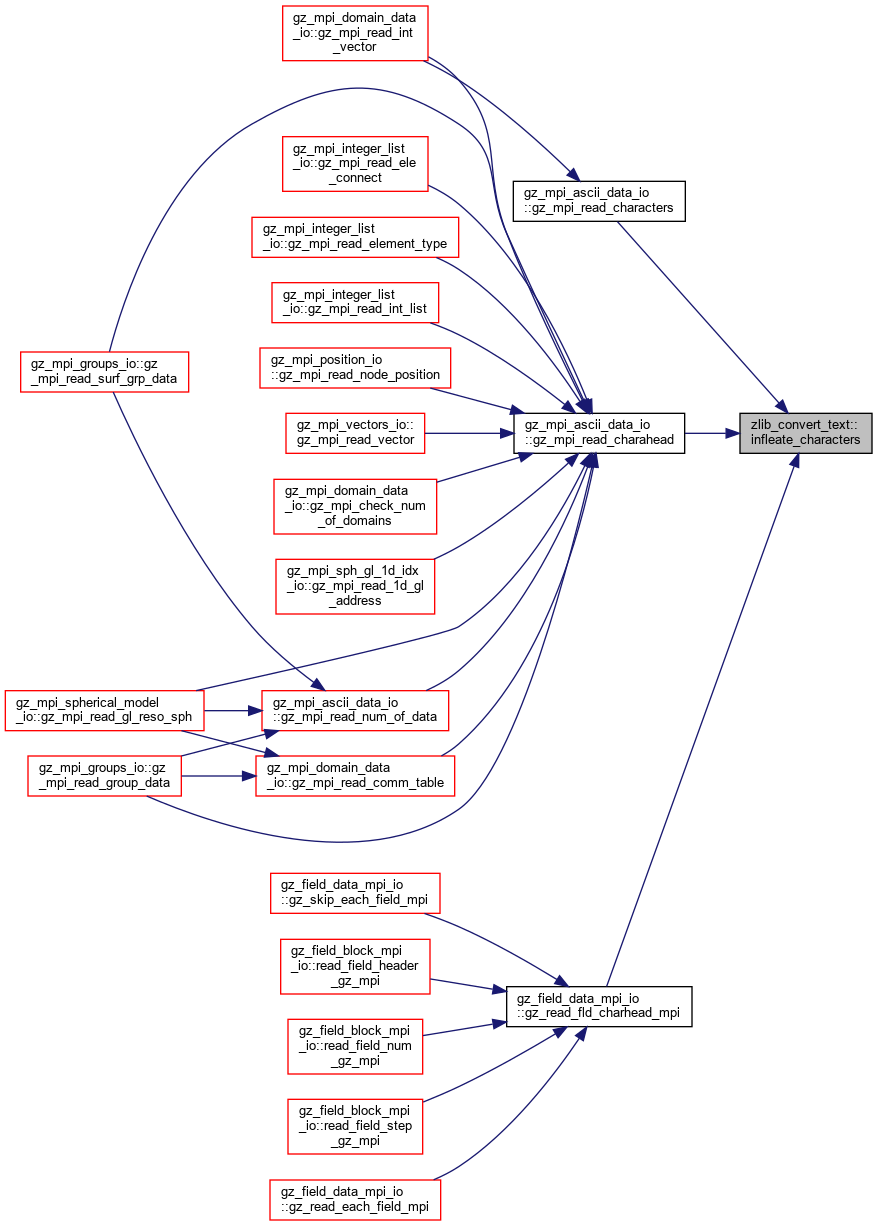 gz_mpi_domain_data
_io::gz_mpi_read_int
_vector
gz_mpi_integer_list
_io::gz_mpi_read_ele
_connect
gz_mpi_ascii_data_io
::gz_mpi_read_characters
gz_mpi_integer_list
_io::gz_mpi_read_element_type
gz_mpi_integer_list
_io::gz_mpi_read_int_list
gz_mpi_groups_io::gz
_mpi_read_surf_grp_data
gz_mpi_position_io
::gz_mpi_read_node_position
gz_mpi_vectors_io::
gz_mpi_read_vector
gz_mpi_ascii_data_io
::gz_mpi_read_charahead
zlib_convert_text::
infleate_characters
gz_mpi_domain_data
_io::gz_mpi_check_num
_of_domains
gz_mpi_sph_gl_1d_idx
_io::gz_mpi_read_1d_gl
_address
gz_mpi_spherical_model
_io::gz_mpi_read_gl_reso_sph
gz_mpi_ascii_data_io
::gz_mpi_read_num_of_data
gz_mpi_groups_io::gz
_mpi_read_group_data
gz_mpi_domain_data
_io::gz_mpi_read_comm_table
gz_field_data_mpi_io
::gz_skip_each_field_mpi
gz_field_block_mpi
_io::read_field_header
_gz_mpi
gz_field_data_mpi_io
::gz_read_fld_charhead_mpi
gz_field_block_mpi
_io::read_field_num
_gz_mpi
gz_field_block_mpi
_io::read_field_step
_gz_mpi
gz_field_data_mpi_io
::gz_read_each_field_mpi